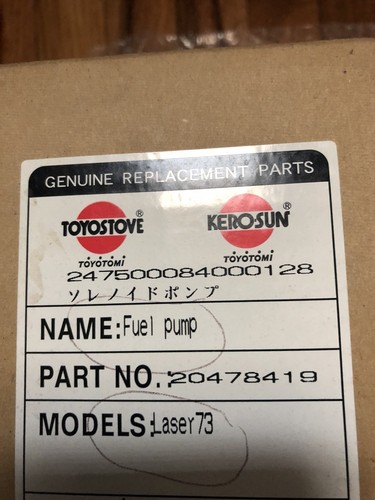 GENUINE REPLACEMENT PARTS
TOYOSTOVE® KERO-SUN®
TOYOTOMI TOYOTOMI
247500084000128
ソレノイドポンプ
NAME:Fuel pump
PART NO.:20478419
MODELS:Laser73